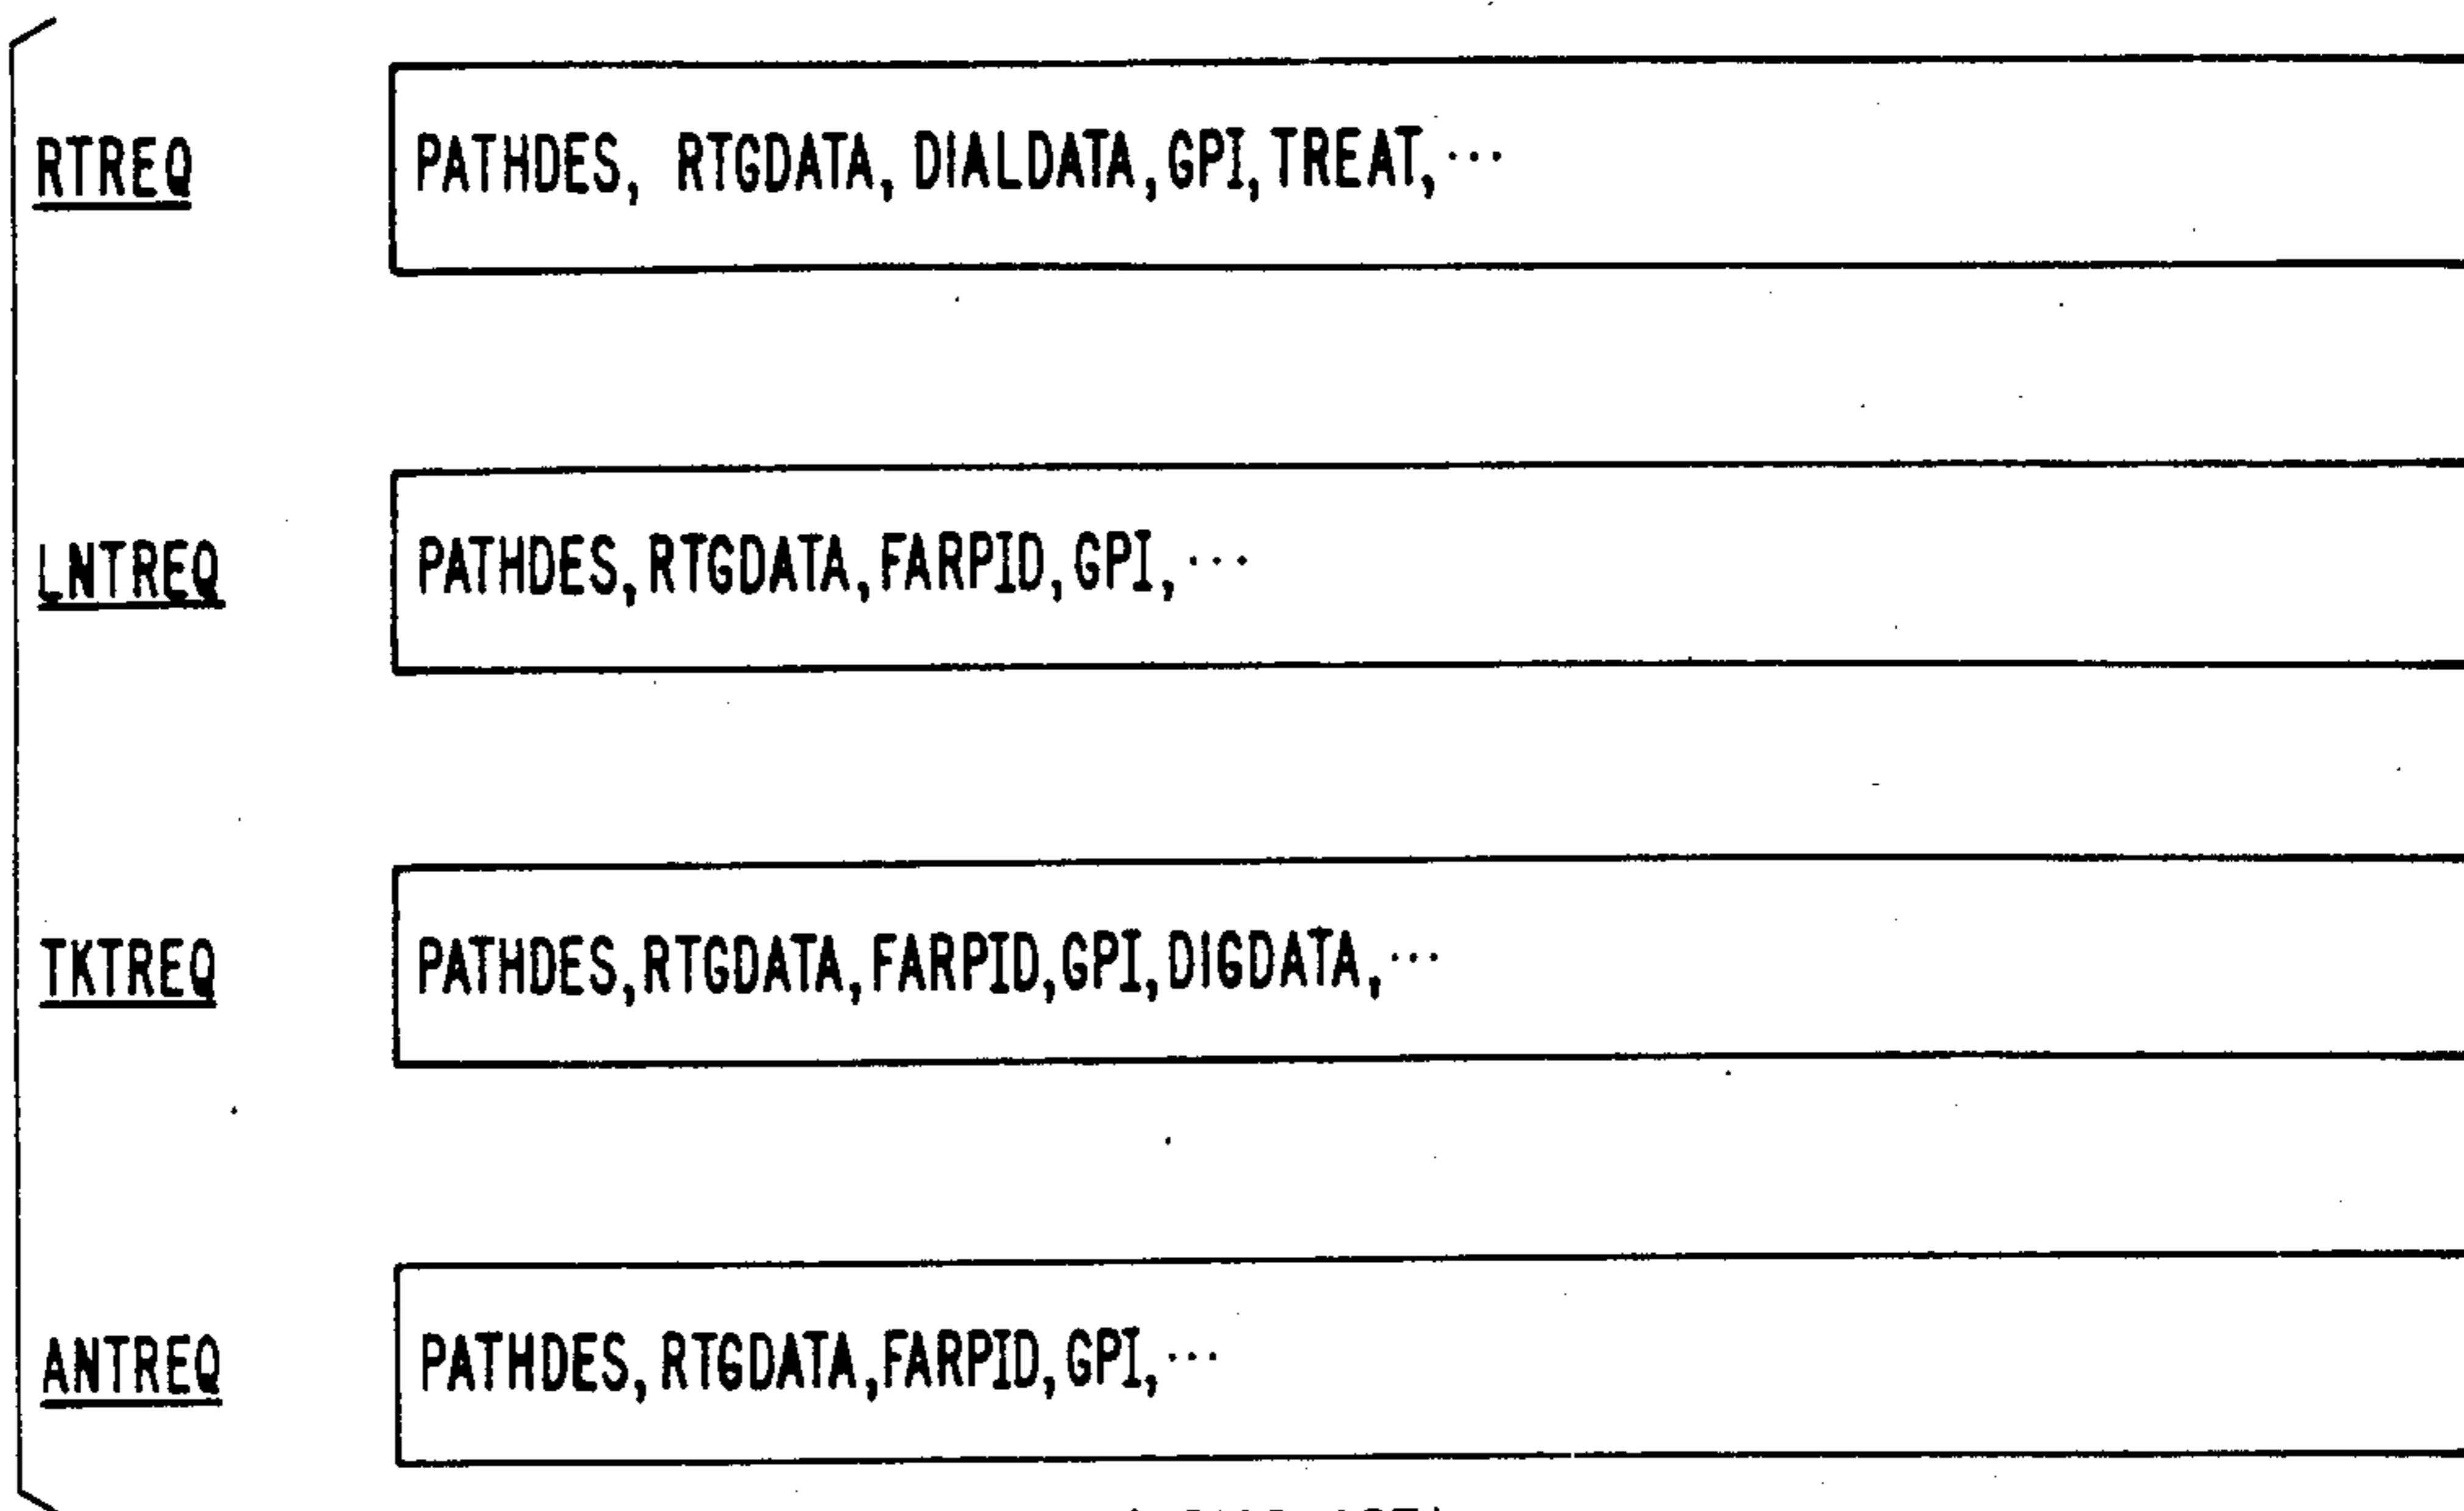 RTREQ
PATHDES, RTGDATA, DIALDATA, GPI, TREAT, ...
LNTREQ
PATHDES, RTGDATA, FARPID, GPI, ...
TKTREQ
PATHDES, RTGDATA, FARPID, GPI, DIGDATA, ...
ANTREQ
PATHDES, RTGDATA, FARPID, GPI, ...